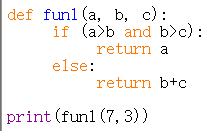 def fun1(a, b, c):
    if (a>b and b>c):
        return a
    else:
        return b+c
print(fun1(7,3))